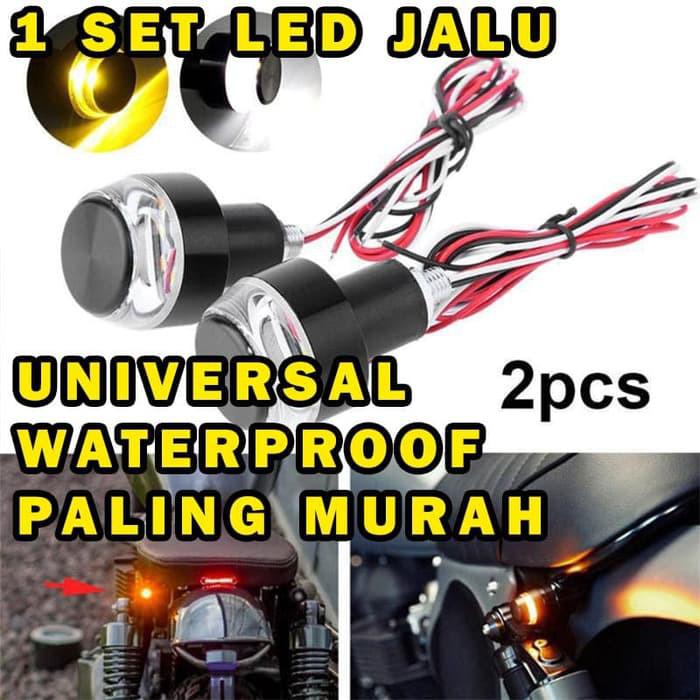 1 SET LED JALU
2pcs
UNIVERSAL
WATERPROOF
PALING MURAH